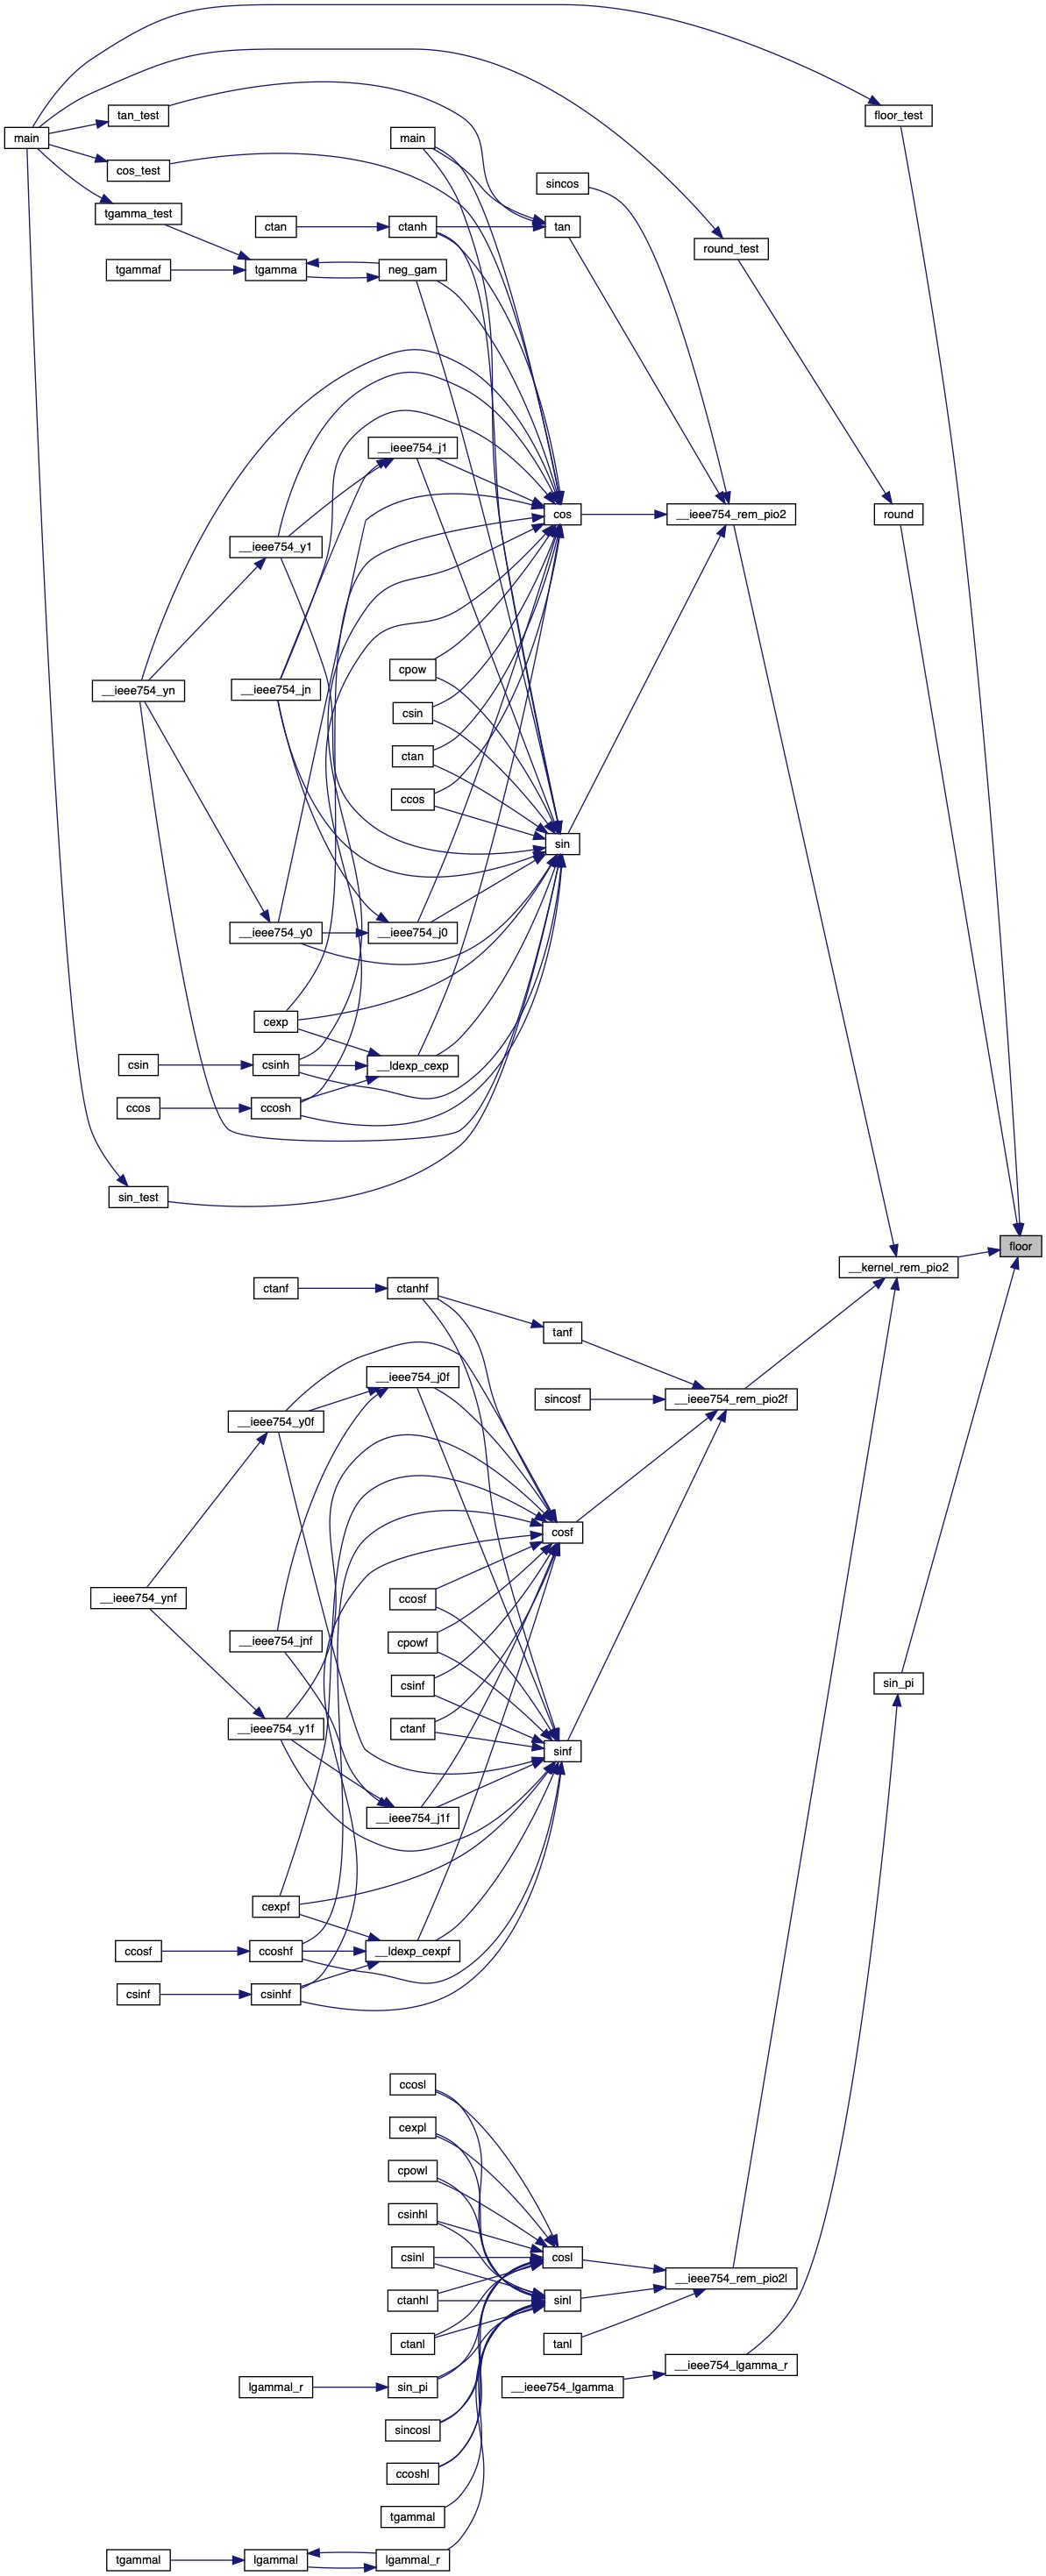 floor_test
tan_test
main
main
cos_test
sincos
tgamma_test
ctan
ctanh
tan
round_test
tgammaf
tgamma
neg_gam
__ieee754_j1
cos
__ieee754_rem_pio2
round
__ieee754_y1
cpow
__ieee754_yn
__ieee754_jn
csin
ctan
ccos
sin
__ieee754_y0
__ieee754_j0
cexp
csin
csinh
__ldexp_cexp
ccos
ccosh
sin_test
floor
__kernel_rem_pio2
ctanf
ctanhf
tanf
__ieee754_j0f
sincosf
__ieee754_rem_pio2f
__ieee754_y0f
cosf
__ieee754_ynf
ccosf
__ieee754_jnf
cpowf
csinf
sin_pi
__ieee754_y1f
ctanf
sinf
__ieee754_j1f
cexpf
ccosf
ccoshf
__ldexp_cexpf
csinf
csinhf
ccosl
cexpl
cpowl
csinhl
csinl
cosl
__ieee754_rem_pio2l
ctanhl
sinl
ctanl
tanl
__ieee754_lgamma_r
lgammal_r
sin_pi
__ieee754_lgamma
sincosl
ccoshl
tgammal
tgammal
lgammal
lgammal_r